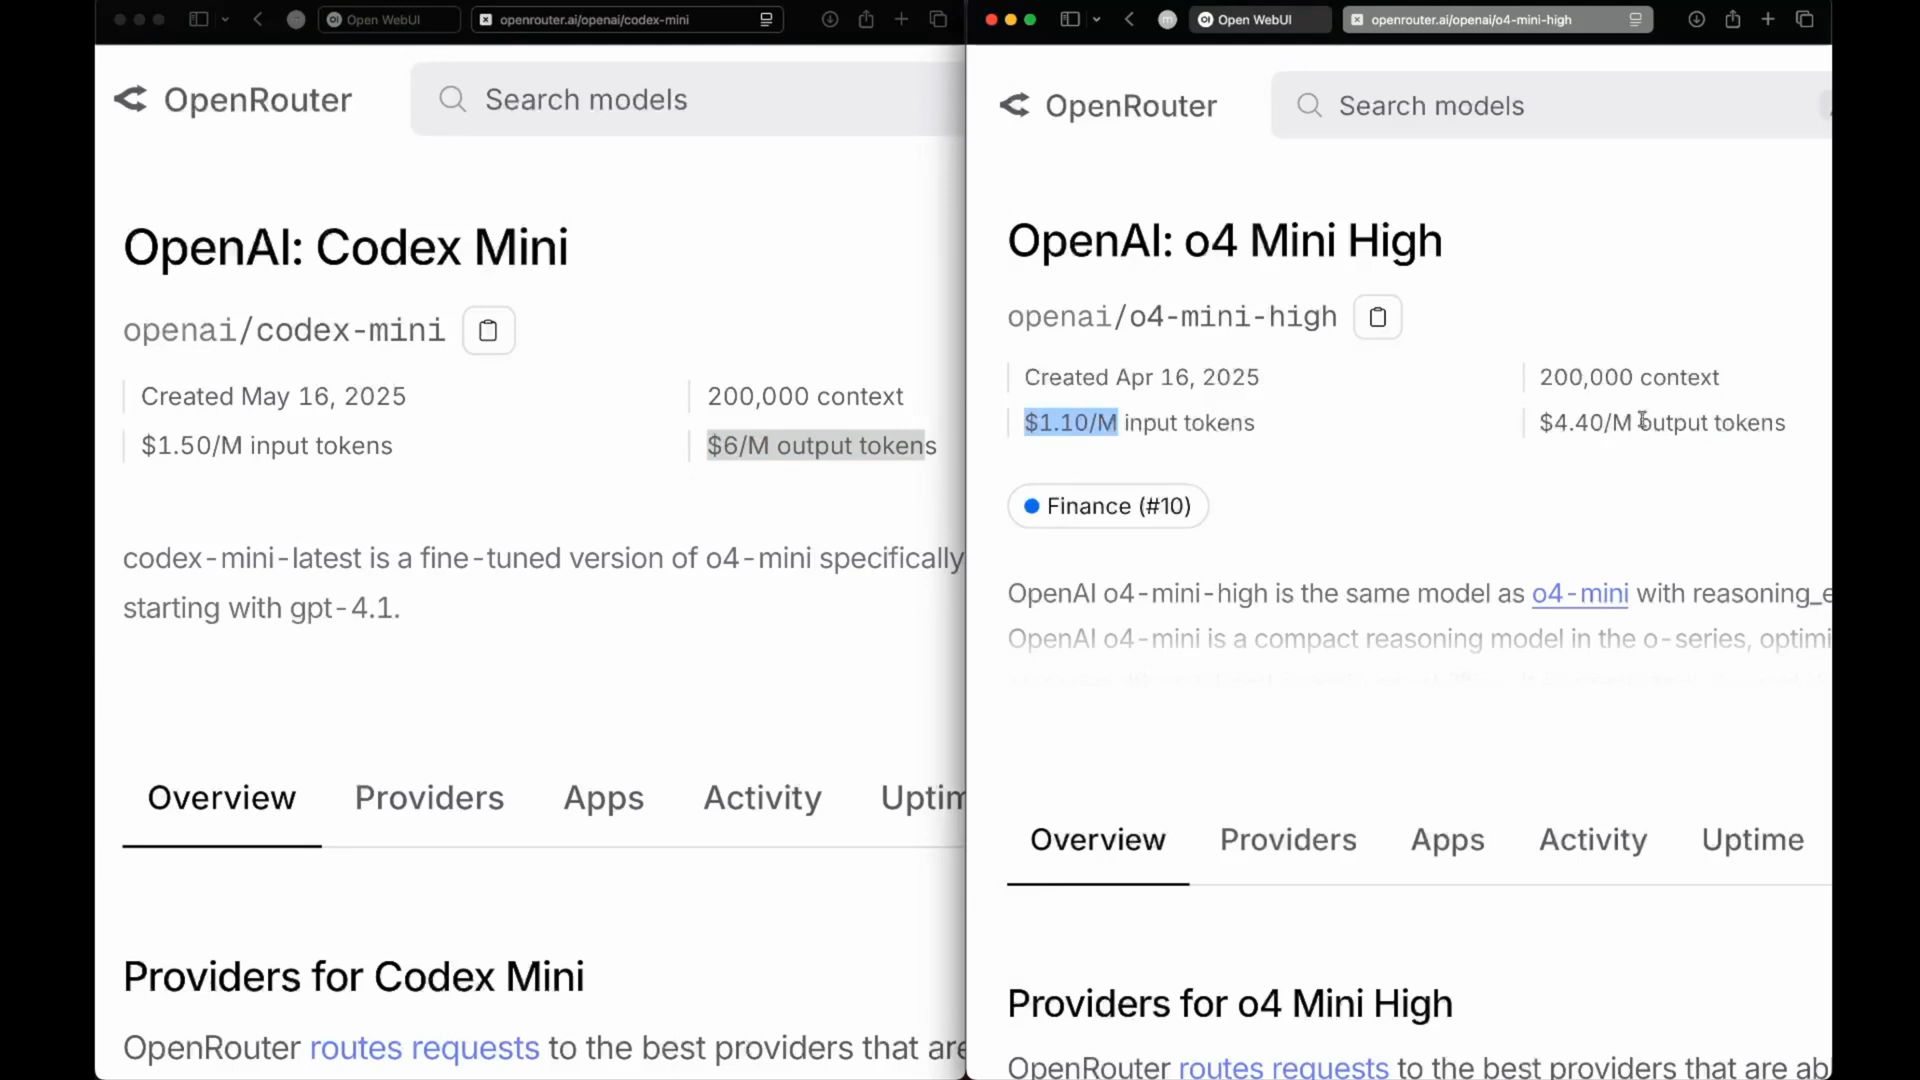 Open WebUI
openrouter.ai/openai/codex-mini
OpenRouter
Search models
OpenAI: Codex Mini
openai/codex-mini
Created May 16, 2025
200,000 context
$1.50/M input tokens
$6/M output tokens
codex-mini-latest is a fine-tuned version of o4-mini specifically
starting with gpt-4.1.
Overview Providers Apps Activity Uptim
Providers for Codex Mini
OpenRouter routes requests to the best providers that are
Open WebUI
openrouter.ai/openai/o4-mini-high
OpenRouter
Search models
OpenAI: o4 Mini High
openai/o4-mini-high
Created Apr 16, 2025
200,000 context
$1.10/M input tokens
$4.40/M output tokens
Finance (#10)
OpenAI o4-mini-high is the same model as o4-mini with reasoning_e
OpenAI o4-mini is a compact reasoning model in the o-series, optimi
Overview Providers Apps Activity Uptime
Providers for o4 Mini High
OpenRouter routes requests to the best providers that are ab